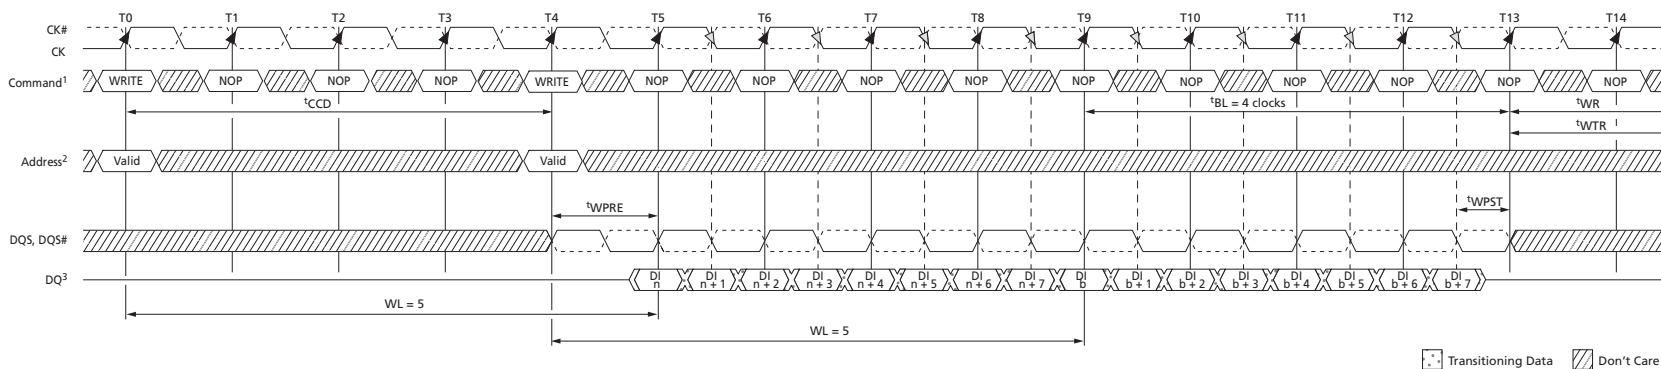 T0 T1 T2 T3 T4 T5 T6 T7 T8 T9 T10 T11 T12 T13 T14
CK#
CK
Command1 WRITE NOP NOP NOP WRITE NOP NOP NOP NOP NOP NOP NOP NOP NOP NOP
tCCD tBL = 4 clocks tWR
tWTR
Address2 Valid Valid
tWPRE tWPST
DQS, DQS#
DQ3 DI n DI n + 1 DI n + 2 DI n + 3 DI n + 4 DI n + 5 DI n + 6 DI n + 7 DI b DI b + 1 DI b + 2 DI b + 3 DI b + 4 DI b + 5 DI b + 6 DI b + 7
WL = 5
WL = 5
Transitioning Data Don't Care